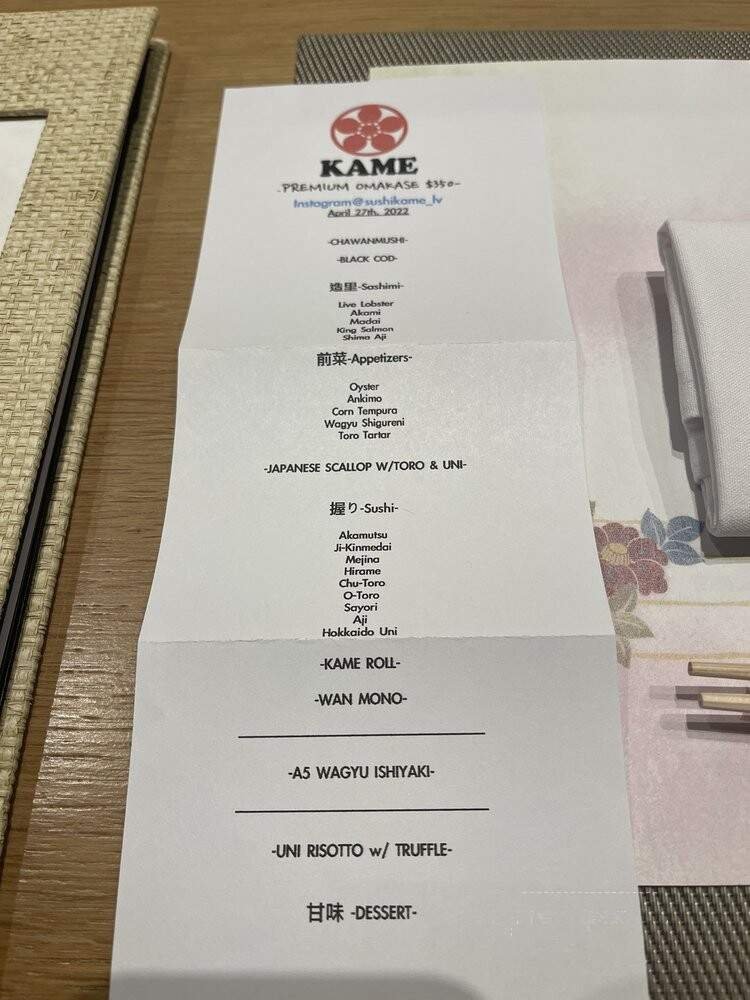 KAME
-PREMIUM OMAKASE $350-
Instagram@sushikame_lv
April 27th, 2022
-CHAWANMUSHI-
-BLACK COD-
造里-Sashimi-
Live Lobster
Akami
Madai
King Salmon
Shima Aji
前菜-Appetizers-
Oyster
Ankimo
Corn Tempura
Wagyu Shigureni
Toro Tartar
-JAPANESE SCALLOP W/TORO & UNI-
握り-Sushi-
Akamutsu
Ji-Kinmedai
Mejina
Hirame
Chu-Toro
O-Toro
Sayori
Aji
Hokkaido Uni
-KAME ROLL-
-WAN MONO-
-A5 WAGYU ISHIYAKI-
-UNI RISOTTO w/ TRUFFLE-
甘味 -DESSERT-